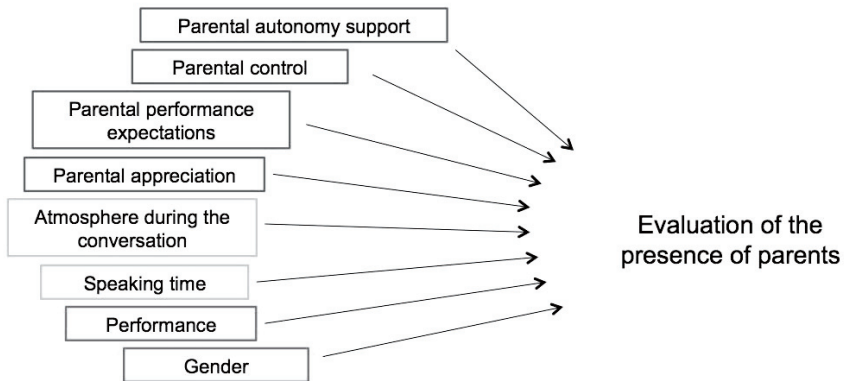 Parental autonomy support
Parental control
Parental performance
expectations
Parental appreciation
Atmosphere during the
conversation
Speaking time
Performance
Gender
Evaluation of the
presence of parents